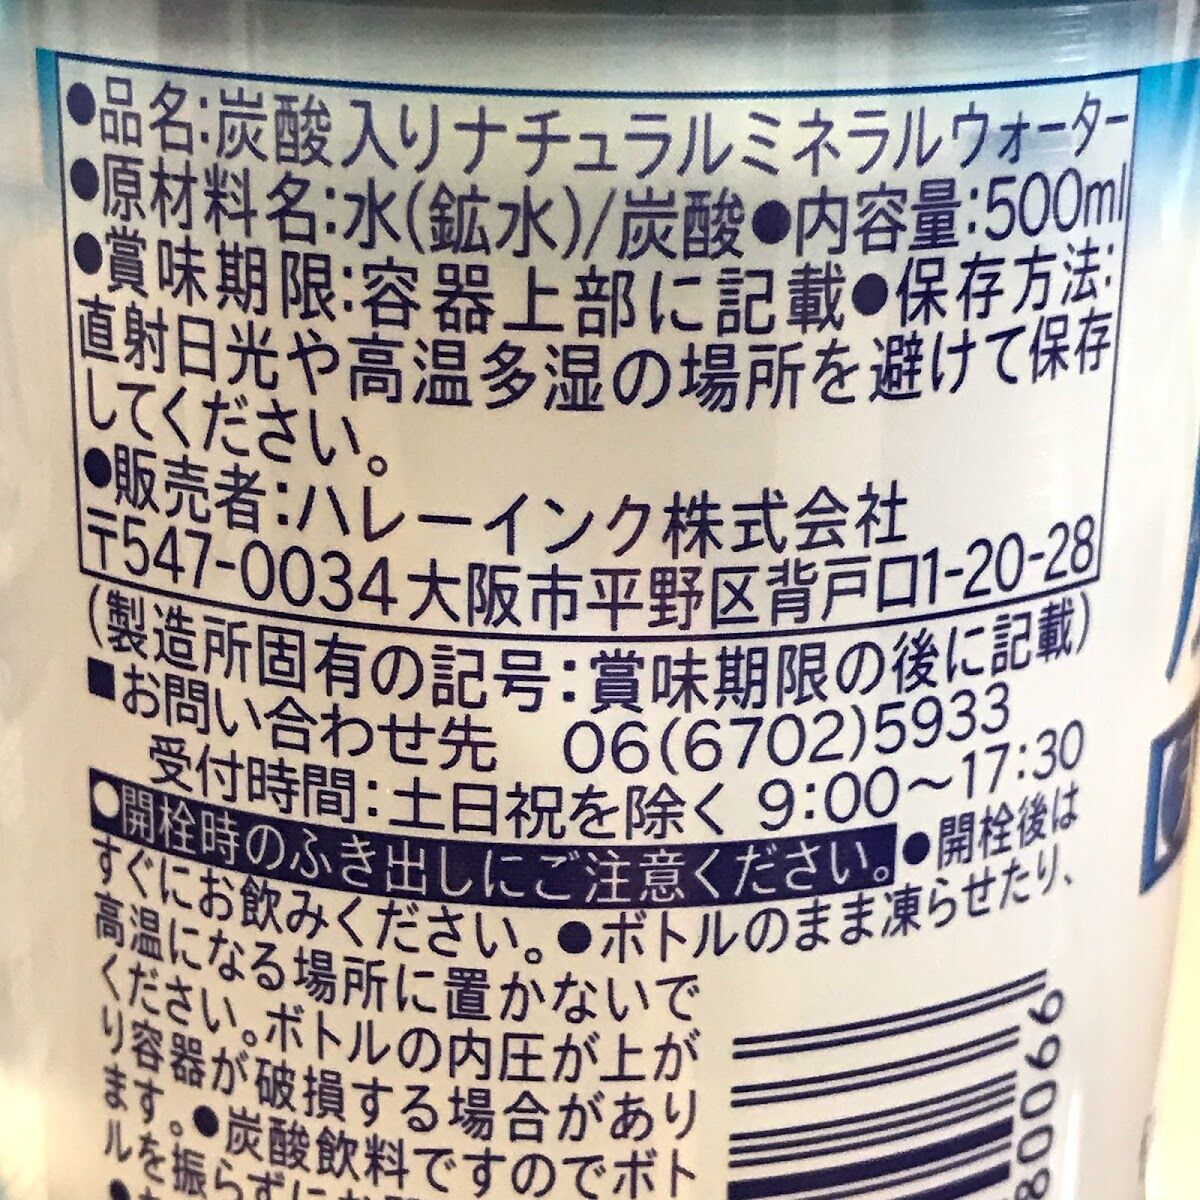 ●品名:炭酸入りナチュラルミネラルウォーター
●原材料名:水(鉱水)/炭酸●内容量:500ml
●賞味期限:容器上部に記載●保存方法:
直射日光や高温多湿の場所を避けて保存
してください。
●販売者:ハレーインク株式会社
〒547-0034大阪市平野区背戸口1-20-28
(製造所固有の記号:賞味期限の後に記載)
■お問い合わせ先 06(6702)5933
受付時間:土日祝を除く 9:00〜17:30
○開栓時のふき出しにご注意ください。●開栓後は
すぐにお飲みください。●ボトルのまま凍らせたり、
高温になる場所に置かないで
ください。ボトルの内圧が上が
り容器が破損する場合があり
ます。●炭酸飲料ですのでボト
ルを振らずにお